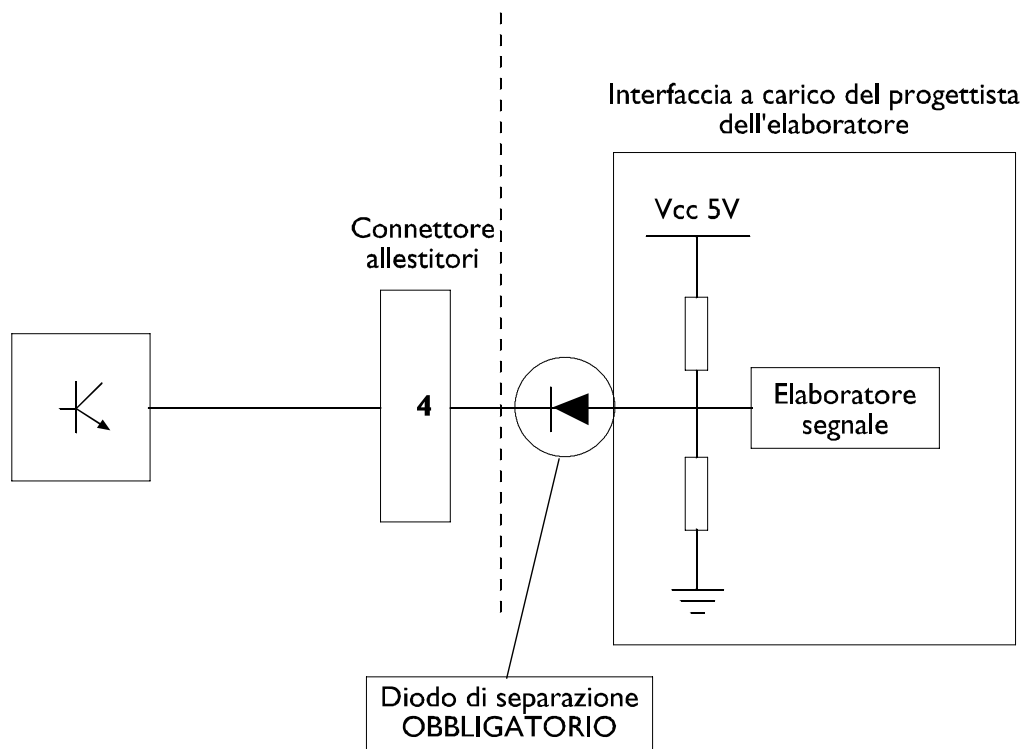 Interfaccia a carico del progettista
dell'elaboratore
Vcc 5V
Connettore
allestitori
4
Elaboratore
segnale
Diodo di separazione
OBBLIGATORIO